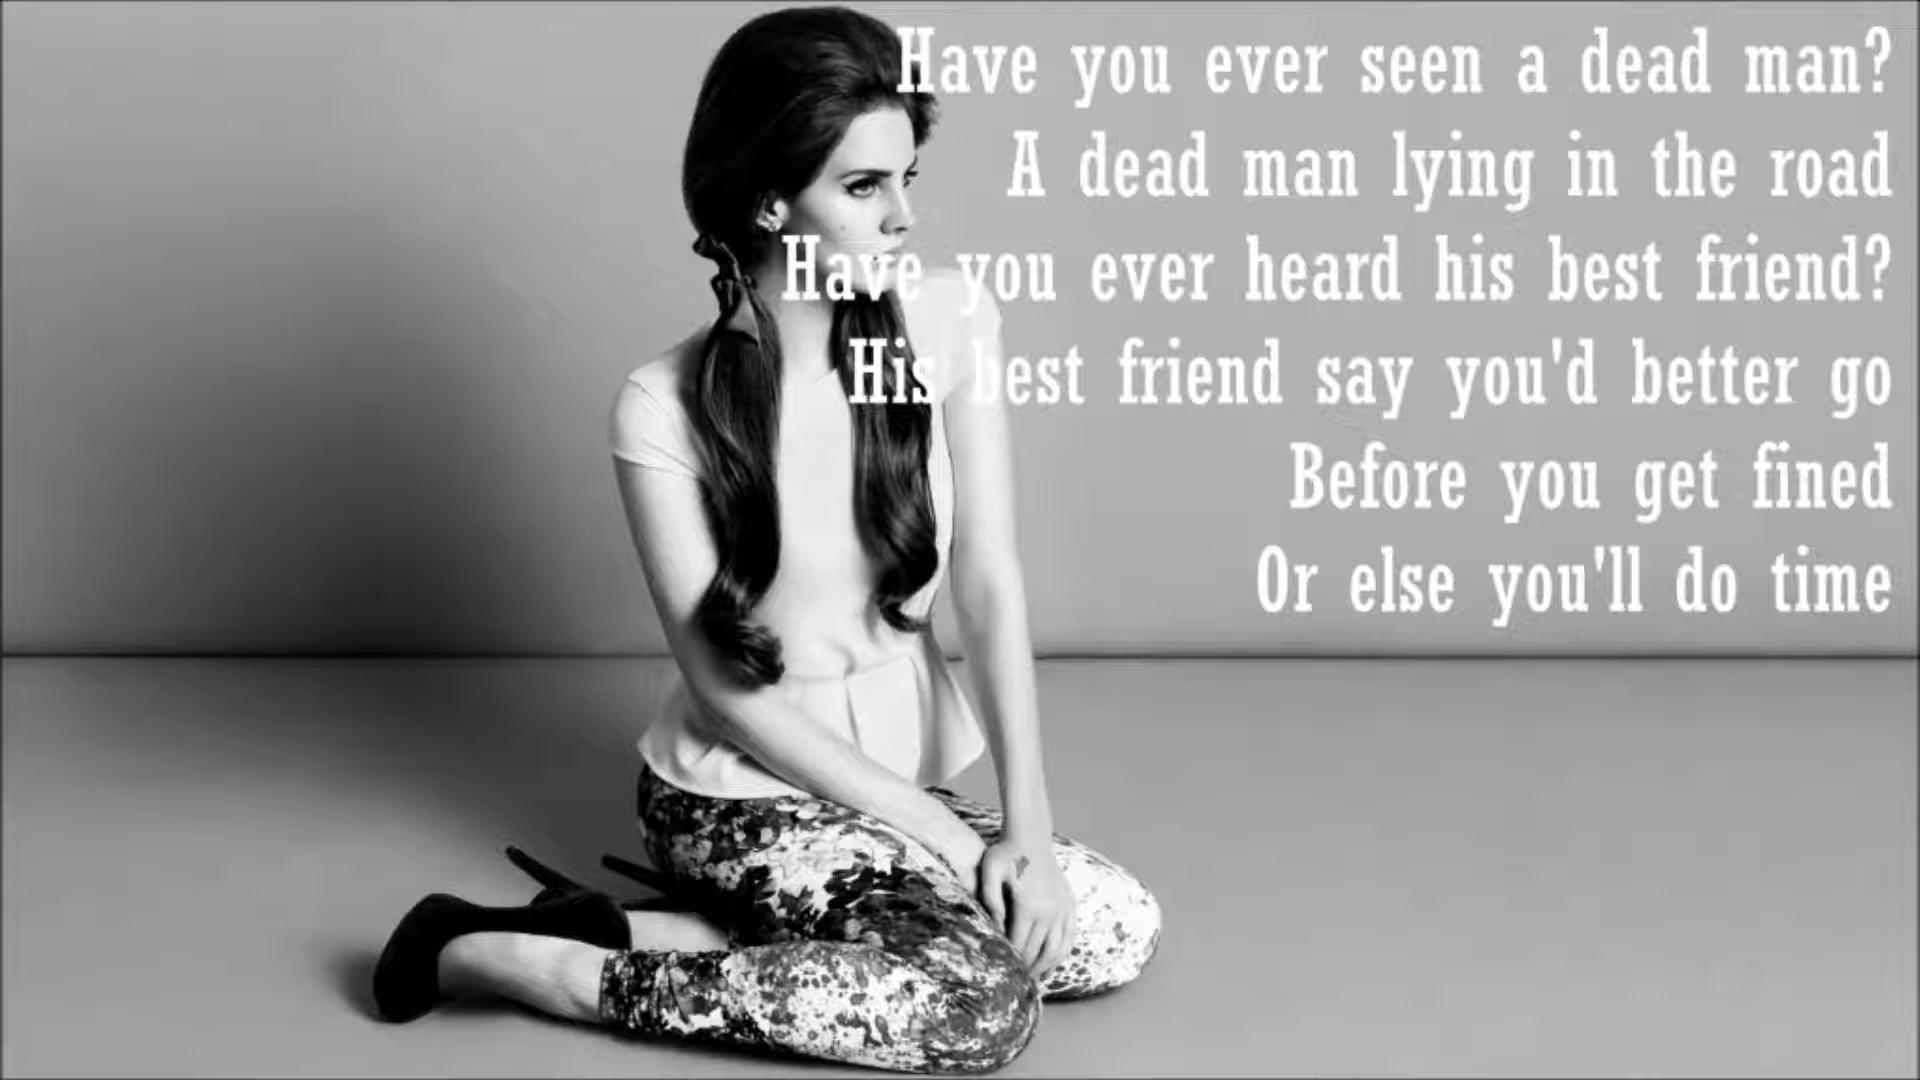 Have you ever seen a dead man?
A dead man lying in the road
Have you ever heard his best friend?
His best friend say you'd better go
Before you get fined
Or else you'll do time